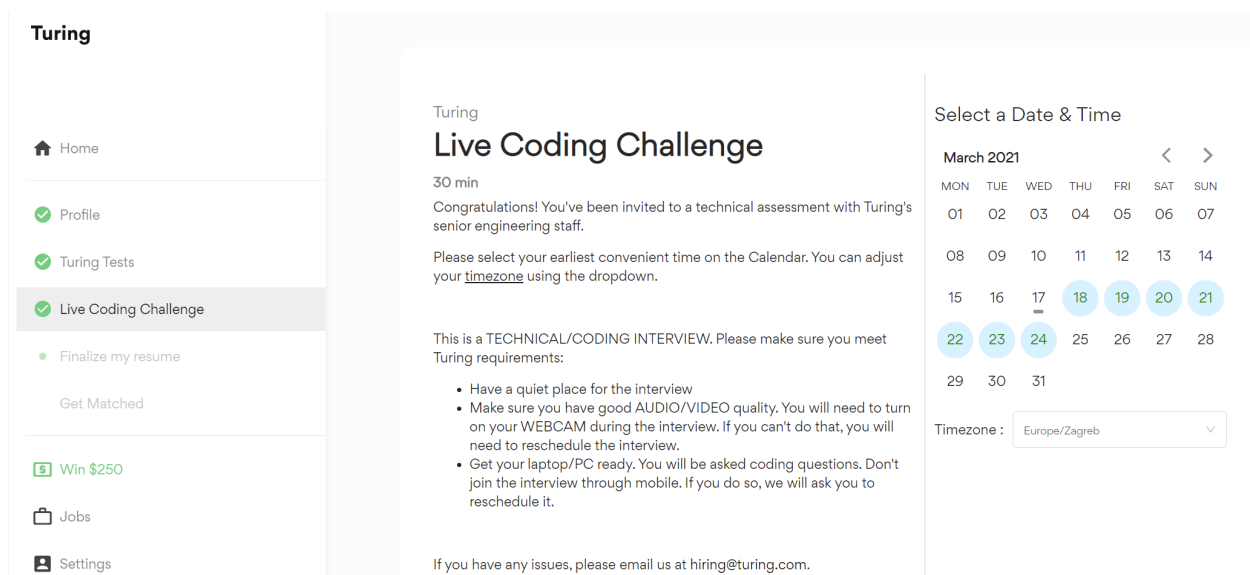 Turing
Home
Profile
Turing Tests
Live Coding Challenge
Finalize my resume
Get Matched
Win $250
Jobs
Settings
Turing
Live Coding Challenge
30 min
Congratulations! You've been invited to a technical assessment with Turing's
senior engineering staff.
Please select your earliest convenient time on the Calendar. You can adjust
your timezone using the dropdown.
This is a TECHNICAL/CODING INTERVIEW. Please make sure you meet
Turing requirements:
• Have a quiet place for the interview
• Make sure you have good AUDIO/VIDEO quality. You will need to turn
on your WEBCAM during the interview. If you can't do that, you will
need to reschedule the interview.
• Get your laptop/PC ready. You will be asked coding questions. Don't
join the interview through mobile. If you do so, we will ask you to
reschedule it.
If you have any issues, please email us at hiring@turing.com.
Select a Date & Time
March 2021
MON TUE WED THU FRI SAT SUN
01 02 03 04 05 06 07
08 09 10 11 12 13 14
15 16 17 18 19 20 21
22 23 24 25 26 27 28
29 30 31
Timezone : Europe/Zagreb